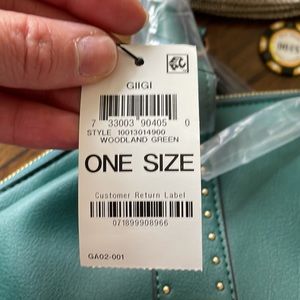 GIIGI
7 33003 90405 0
STYLE 10013014900
WOODLAND GREEN
ONE SIZE
Customer Return Label
071899908966
GA02-001